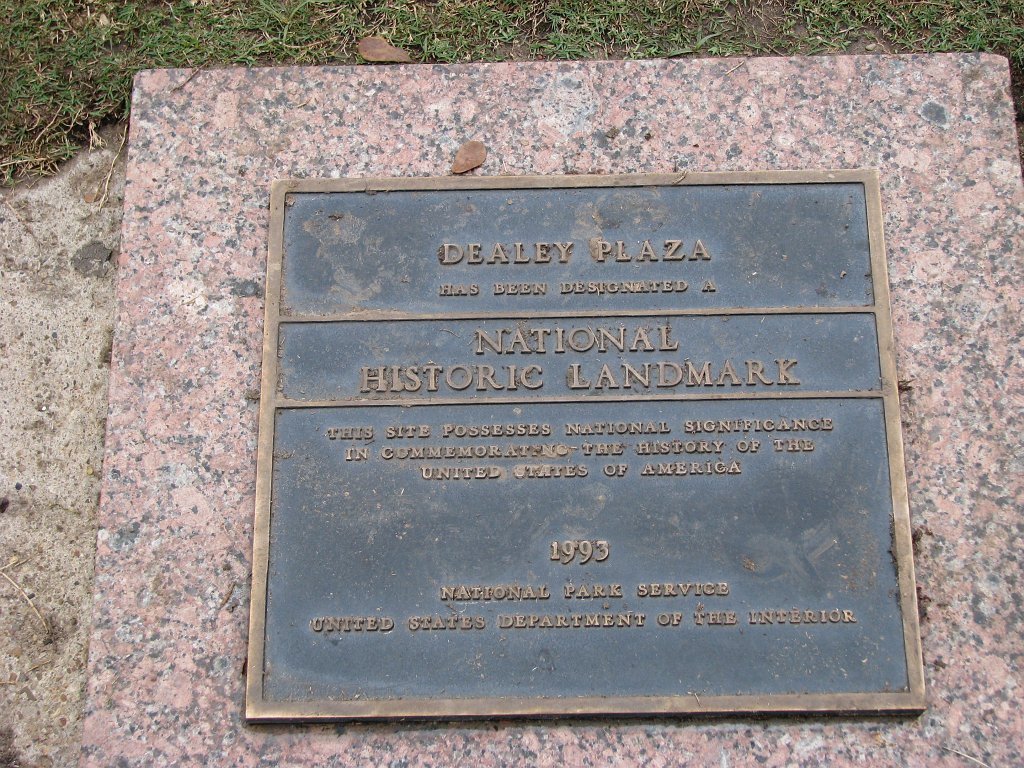 DEALEY PLAZA
HAS BEEN DESIGNATED A
NATIONAL
HISTORIC LANDMARK
THIS SITE POSSESSES NATIONAL SIGNIFICANCE
IN COMMEMORATING THE HISTORY OF THE
UNITED STATES OF AMERICA
1993
NATIONAL PARK SERVICE
UNITED STATES DEPARTMENT OF THE INTERIOR